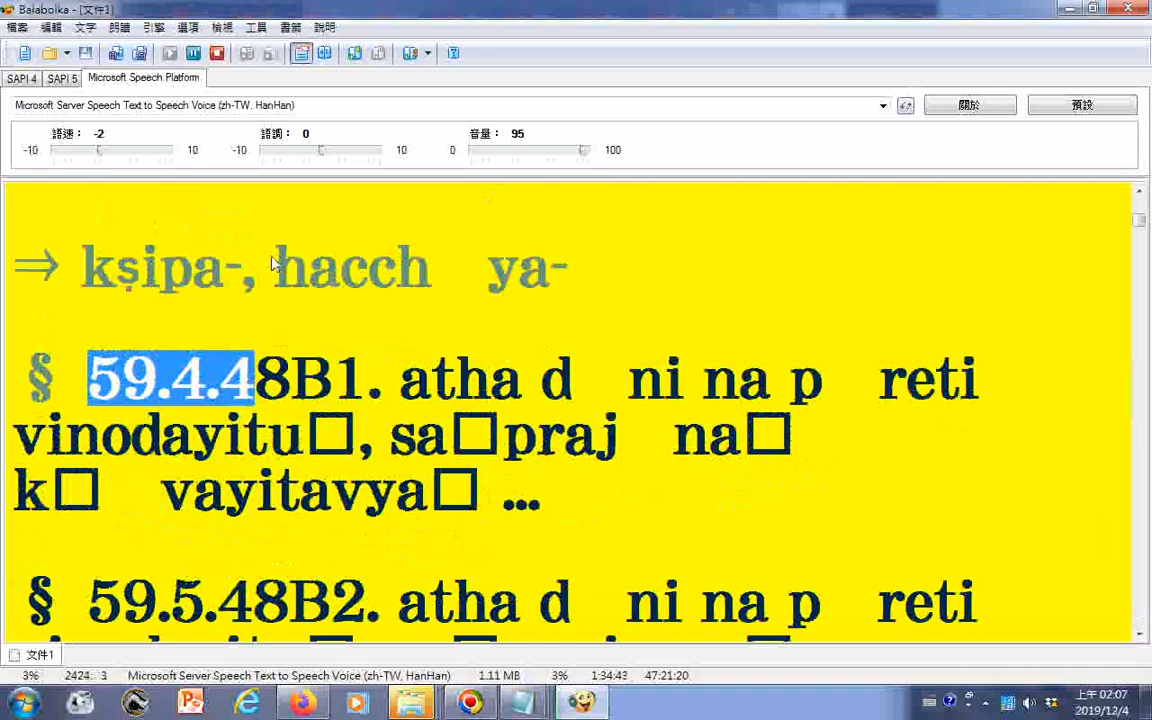 Balabolka - [文件1]
檔案 編輯 文字 朗讀 引擎 選項 檢視 工具 書籤 說明
SAPI 4 SAPI 5 Microsoft Speech Platform
Microsoft Server Speech Text to Speech Voice (zh-TW, HanHan) 關於 預設
語速： -2 語調： 0 音量： 95
-10 10 -10 10 0 100
⇒ kṣipa-, hacch ya-
§ 59.4.48B1. atha d ni na p reti
vinodayitu□, sa□praj na□
k□ vayitavya□ ...
§ 59.5.48B2. atha d ni na p reti
文件1
3% 2424: 3 Microsoft Server Speech Text to Speech Voice (zh-TW, HanHan) 1.11 MB 3% 1:34:43 47:21:20
上午 02:07
2019/12/4